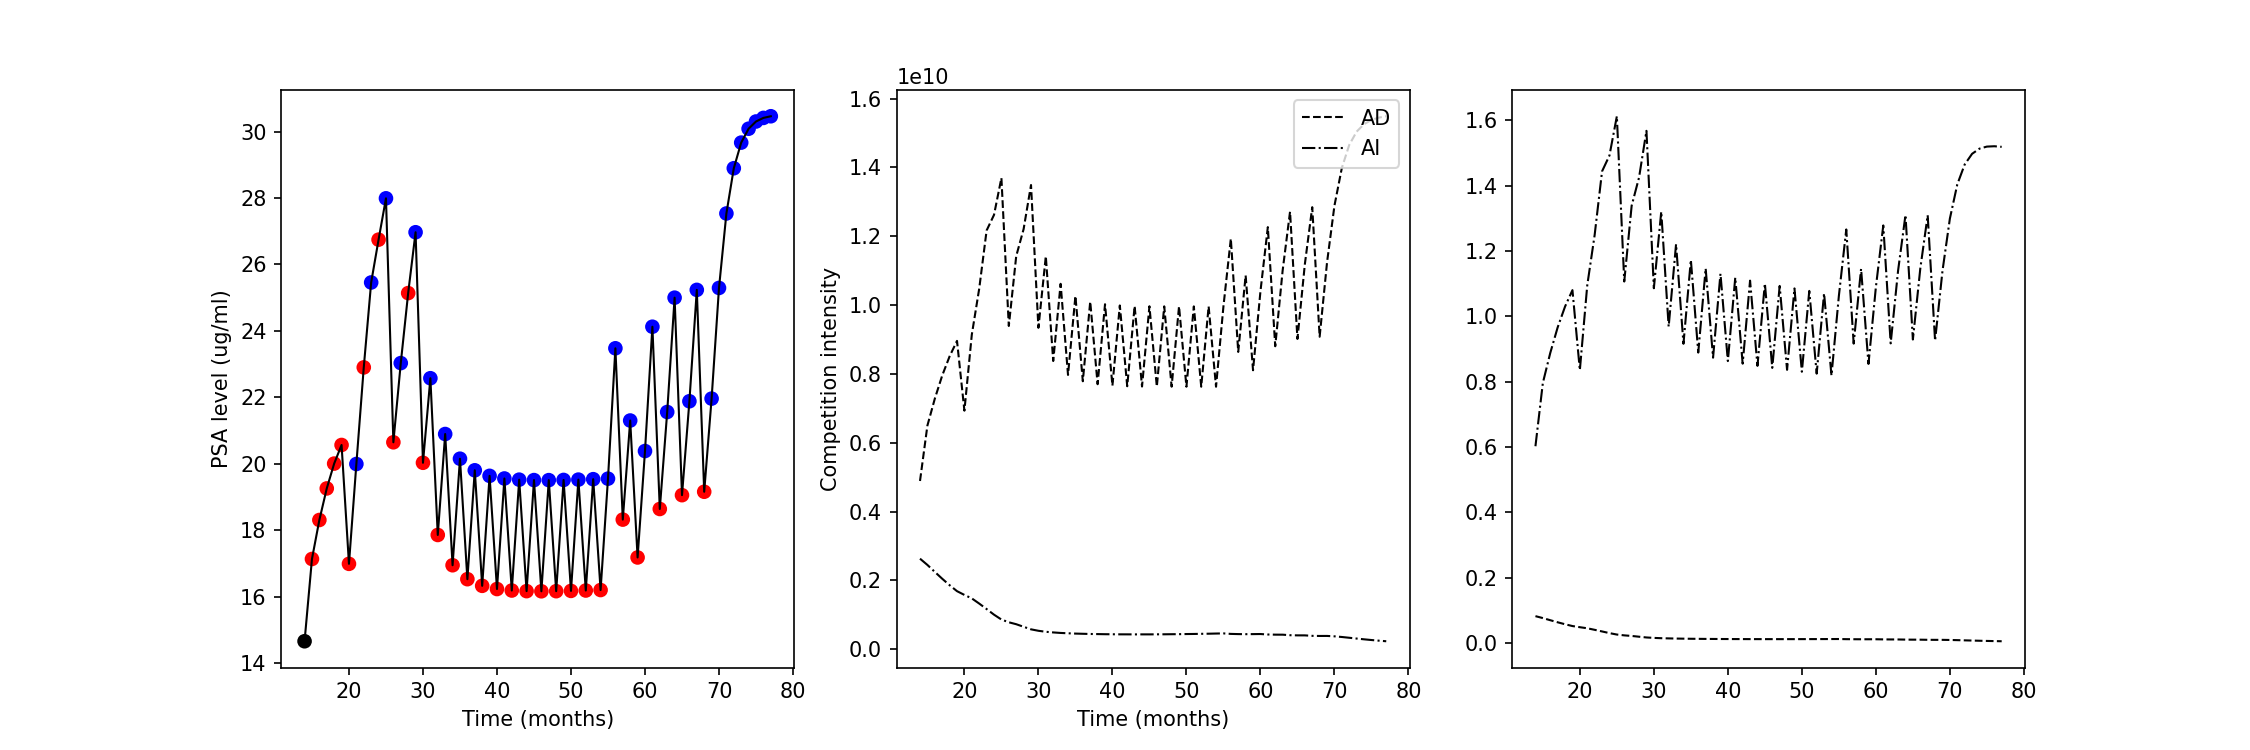 1e10
30
28
26
24
22
20
18
16
14
20 30 40 50 60 70 80
PSA level (ug/ml)
Time (months)
1.6
1.4
1.2
1.0
0.8
0.6
0.4
0.2
0.0
20 30 40 50 60 70 80
Competition intensity
Time (months)
AD
AI
1.6
1.4
1.2
1.0
0.8
0.6
0.4
0.2
0.0
20 30 40 50 60 70 80